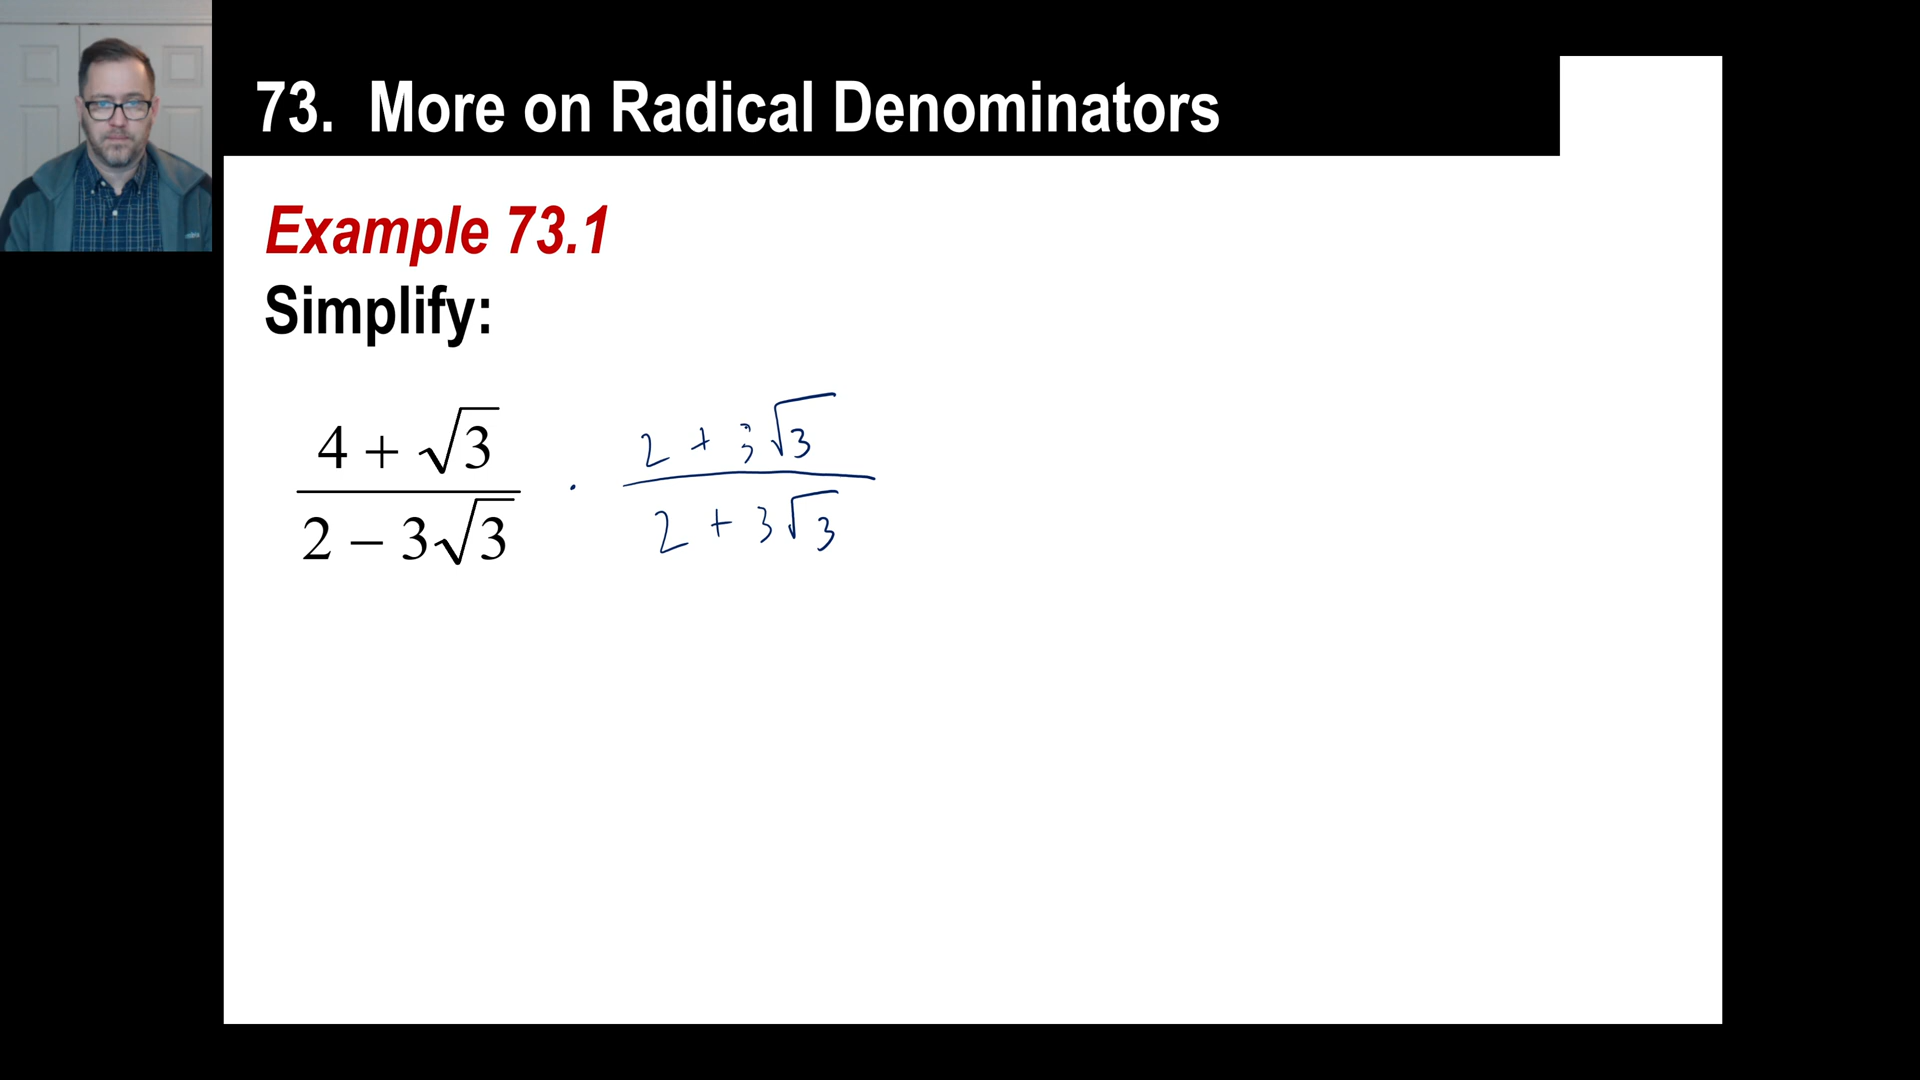 73. More on Radical Denominators
Example 73.1
Simplify:
4 + √3 / 2 − 3√3 · 2 + 3√3 / 2 + 3√3